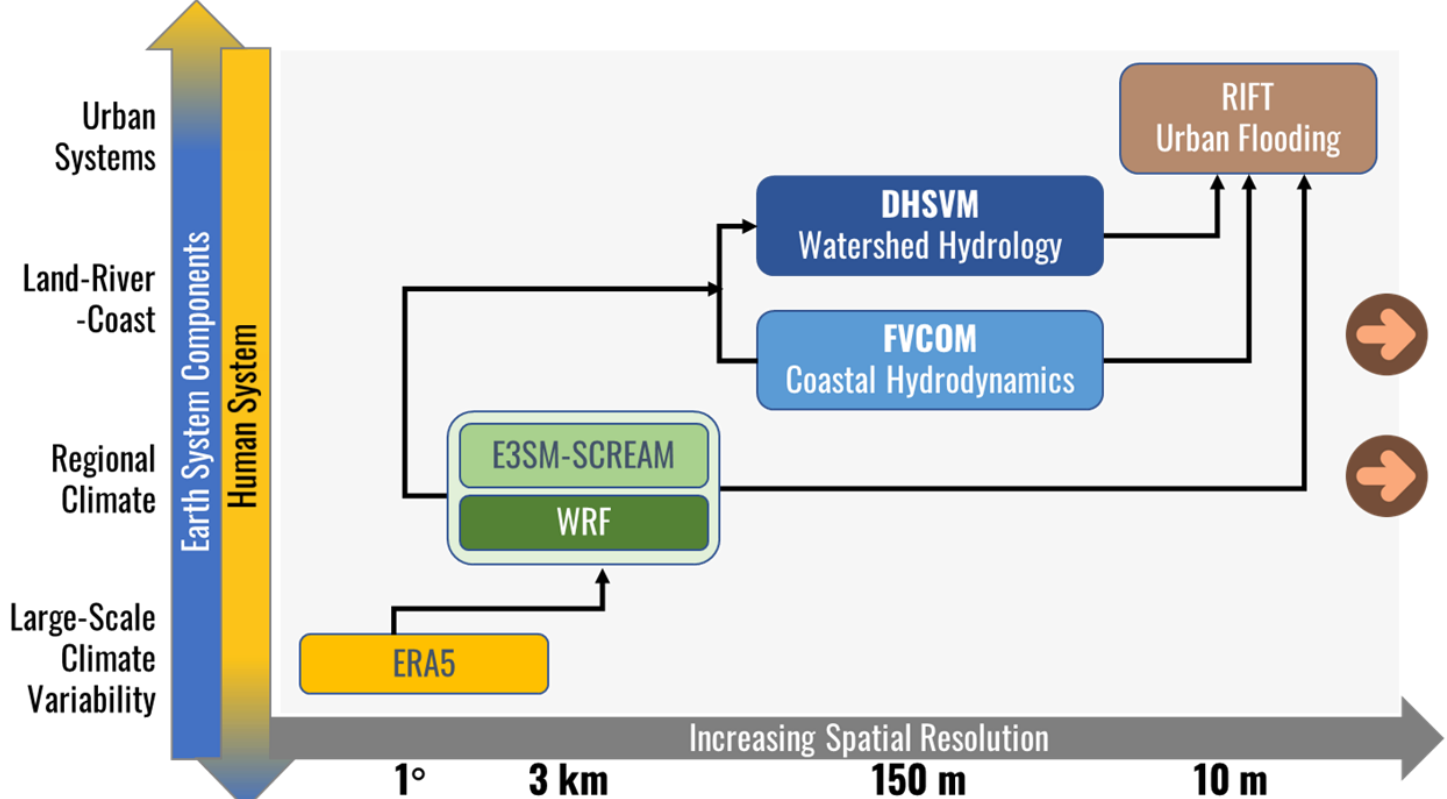 Urban
Systems
Land-River
-Coast
Regional
Climate
Large-Scale
Climate
Variability
Earth System Components
Human System
RIFT
Urban Flooding
DHSVM
Watershed Hydrology
FVCOM
Coastal Hydrodynamics
E3SM-SCREAM
WRF
ERA5
Increasing Spatial Resolution
1°
3 km
150 m
10 m